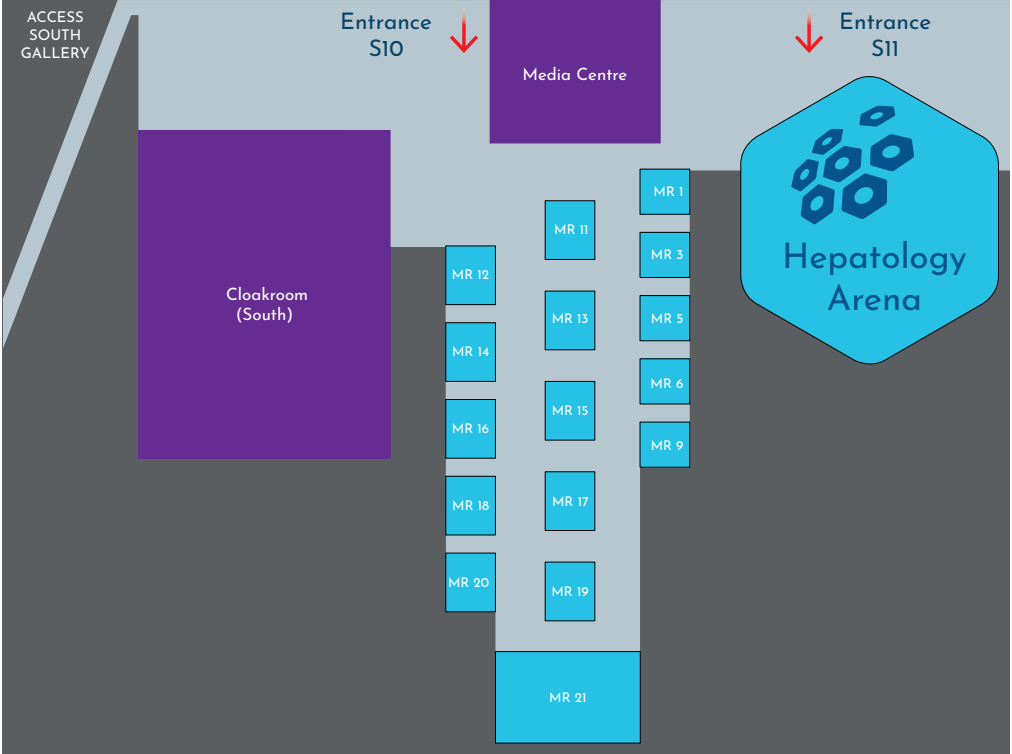 ACCESS
SOUTH
GALLERY
Entrance
S10
Media Centre
Entrance
S11
MR 1
MR 11
MR 3
Hepatology
Arena
MR 12
Cloakroom
(South)
MR 13
MR 5
MR 14
MR 6
MR 15
MR 16
MR 9
MR 17
MR 18
MR 20
MR 19
MR 21